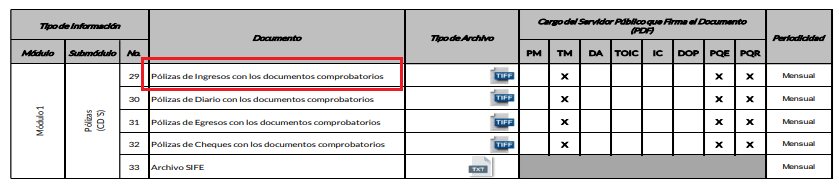 Tipo de Información
Cargo del Servidor Público que Firma el Documento
(PDF)
Documento
Tipo de Archivo
Periodicidad
Módulo Submódulo No.
PM TM DA TOIC IC DOP PQE PQR
29 Pólizas de Ingresos con los documentos comprobatorios TIFF x x x Mensual
30 Pólizas de Diario con los documentos comprobatorios TIFF x x x Mensual
Módulo 1
Pólizas
(CD'S)
31 Pólizas de Egresos con los documentos comprobatorios TIFF x x x Mensual
32 Pólizas de Cheques con los documentos comprobatorios TIFF x x x Mensual
33 Archivo SIFE TXT Mensual